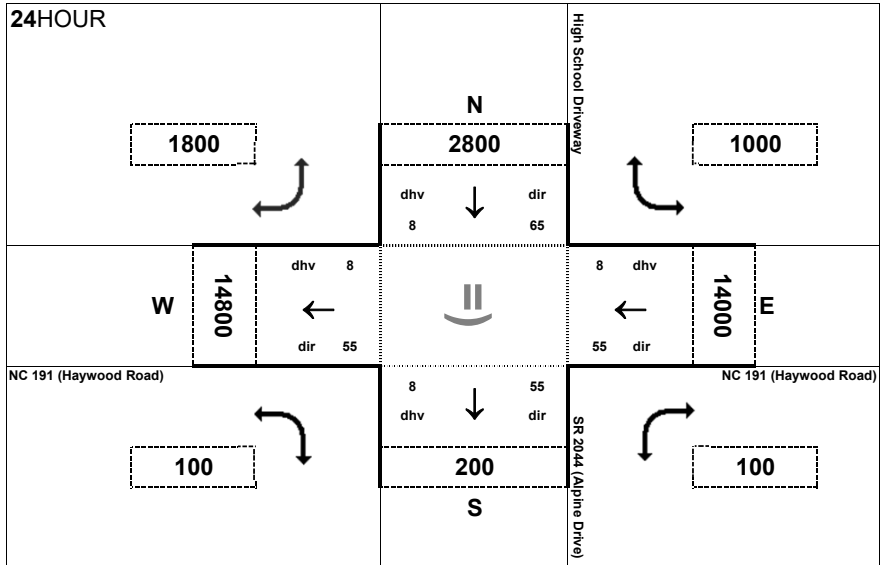 24HOUR
High School Driveway
N
1800
2800
1000
dhv
dir
8
65
dhv 8
8 dhv
W
14800
14000
E
dir 55
55 dir
NC 191 (Haywood Road)
NC 191 (Haywood Road)
8
55
dhv
dir
SR 2044 (Alpine Drive)
100
200
100
S